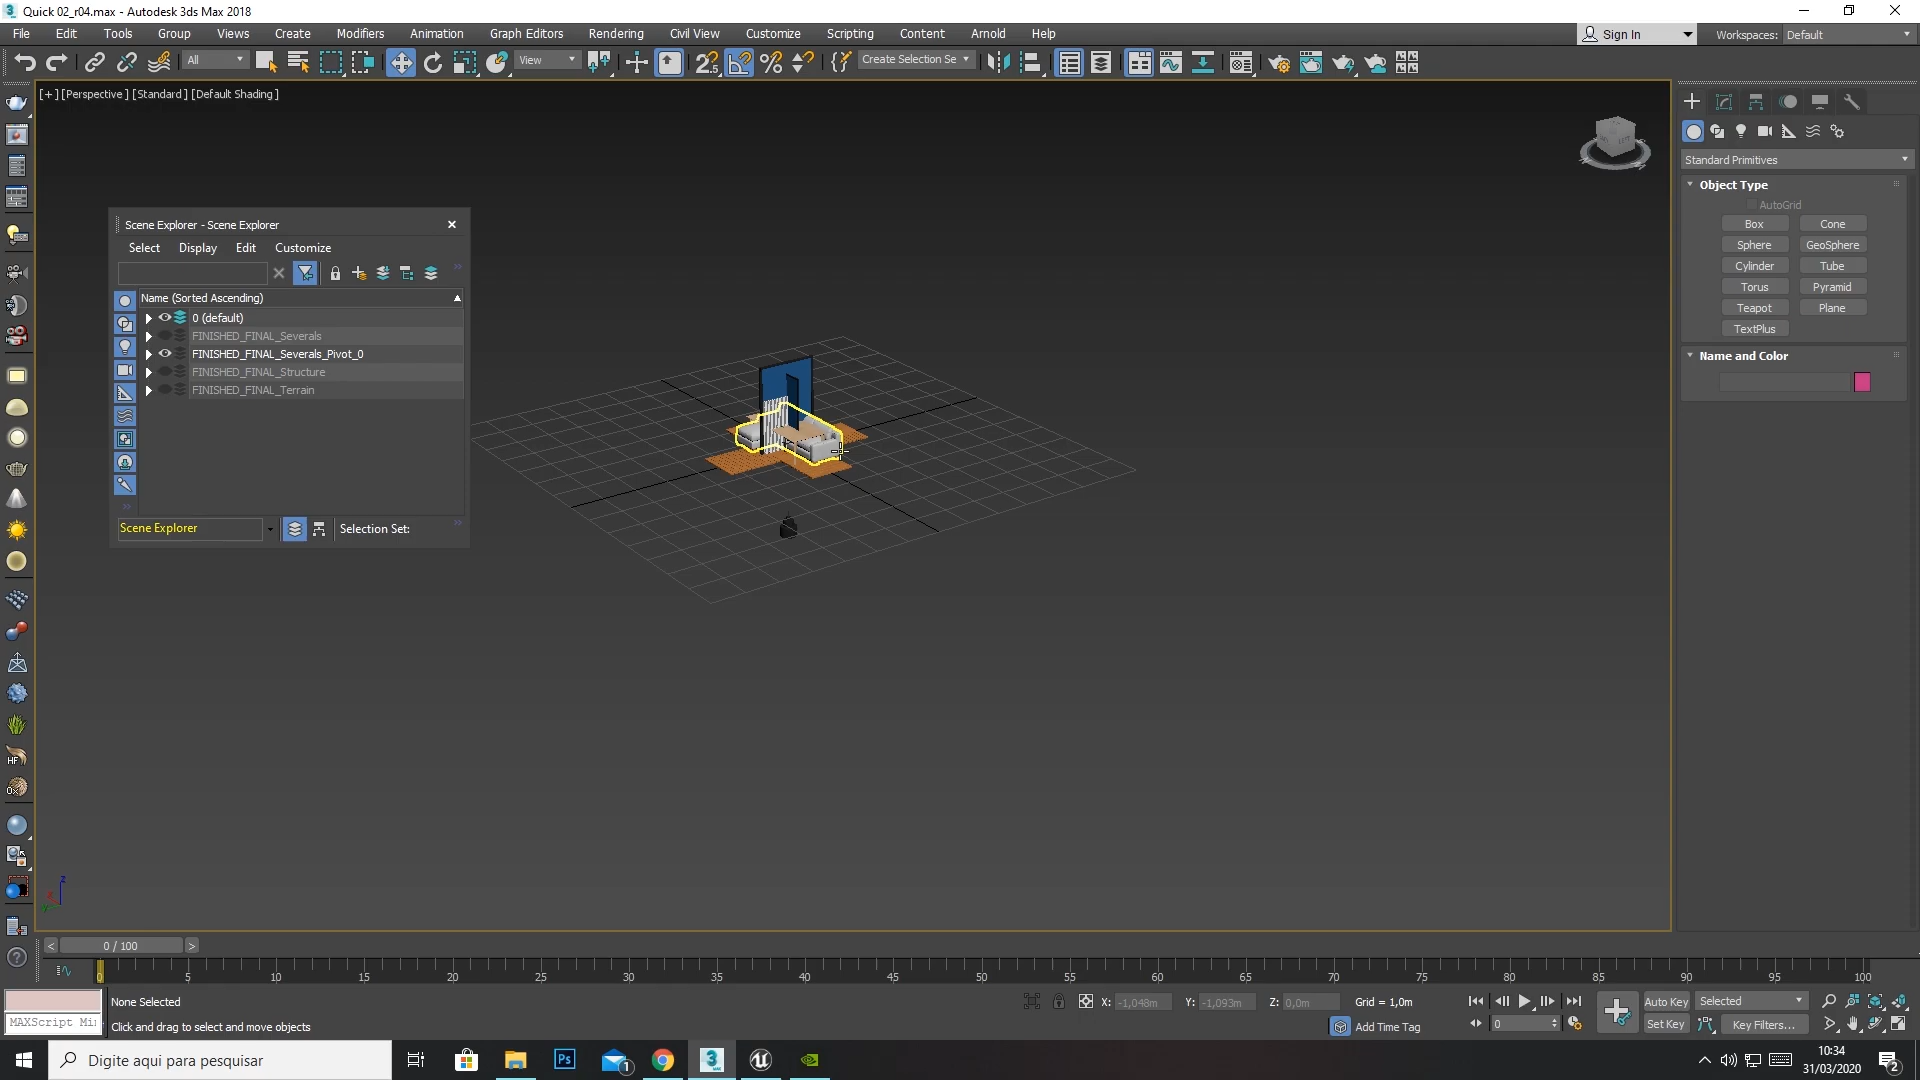 Quick 02_r04.max - Autodesk 3ds Max 2018
File Edit Tools Group Views Create Modifiers Animation Graph Editors Rendering Civil View Customize Scripting Content Arnold Help
Sign In Workspaces: Default
All View Create Selection Se
[+] [Perspective] [Standard] [Default Shading]
Scene Explorer - Scene Explorer
Select Display Edit Customize
Name (Sorted Ascending)
0 (default)
FINISHED_FINAL_Severals
FINISHED_FINAL_Severals_Pivot_0
FINISHED_FINAL_Structure
FINISHED_FINAL_Terrain
Scene Explorer Selection Set:
Standard Primitives
Object Type
AutoGrid
Box Cone
Sphere GeoSphere
Cylinder Tube
Torus Pyramid
Teapot Plane
TextPlus
Name and Color
z
< 0 / 100 >
0 5 10 15 20 25 30 35 40 45 50 55 60 65 70 75 80 85 90 95 100
None Selected X: -1,048m Y: -1,093m Z: 0,0m Grid = 1,0m Auto Key Selected
MAXScript Mi Click and drag to select and move objects Add Time Tag 0 Set Key Key Filters...
Digite aqui para pesquisar
Ps
1
10:34
31/03/2020
2